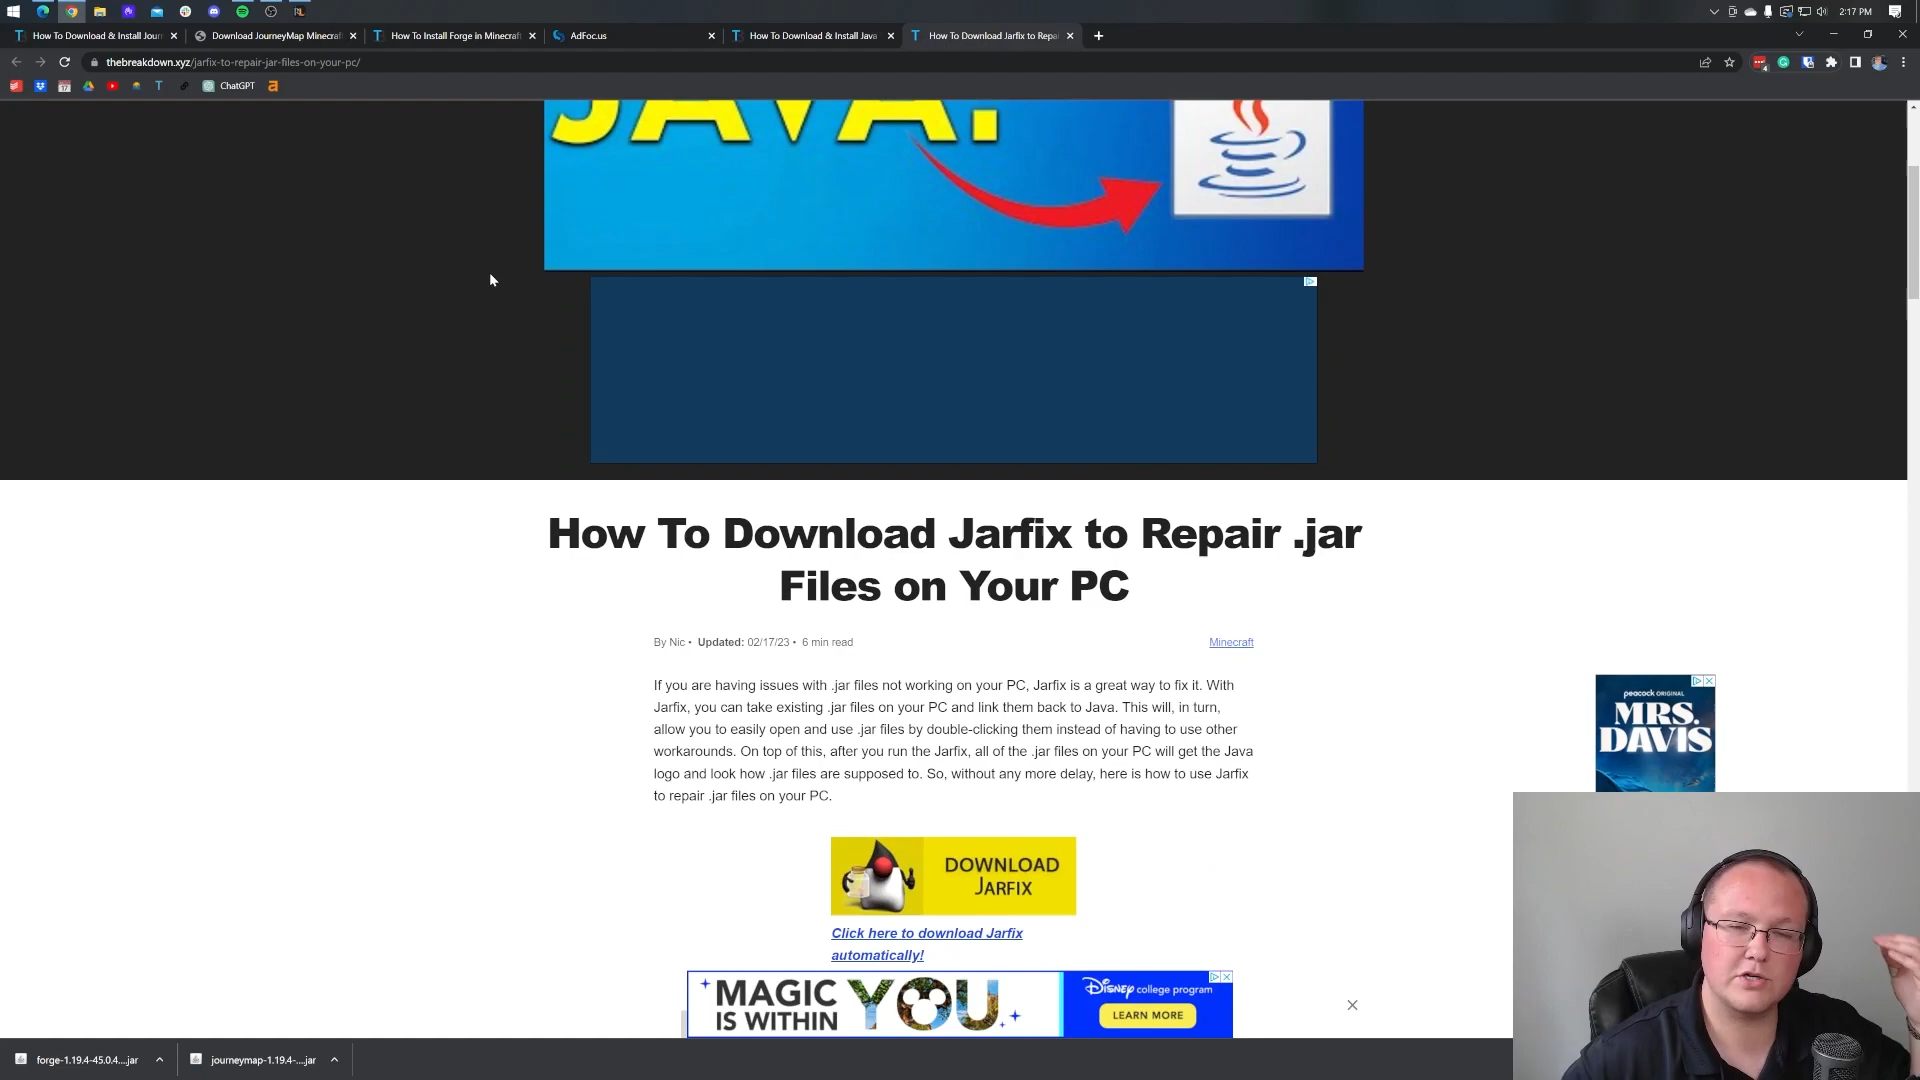 2:17 PM
How To Download & Install Jour
Download JourneyMap Minecraft
How To Install Forge in Minecraft
AdFoc.us
How To Download & Install Java
How To Download Jarfix to Repa
thebreakdown.xyz/jarfix-to-repair-jar-files-on-your-pc/
ChatGPT
JAVA!
How To Download Jarfix to Repair .jar
Files on Your PC
By Nic • Updated: 02/17/23 • 6 min read
Minecraft
If you are having issues with .jar files not working on your PC, Jarfix is a great way to fix it. With
Jarfix, you can take existing .jar files on your PC and link them back to Java. This will, in turn,
allow you to easily open and use .jar files by double-clicking them instead of having to use other
workarounds. On top of this, after you run the Jarfix, all of the .jar files on your PC will get the Java
logo and look how .jar files are supposed to. So, without any more delay, here is how to use Jarfix
to repair .jar files on your PC.
peacock ORIGINAL
MRS.
DAVIS
DOWNLOAD
JARFIX
Click here to download Jarfix
automatically!
MAGIC
IS WITHIN
YOU
Disney college program
LEARN MORE
forge-1.19.4-45.0.4....jar
journeymap-1.19.4-....jar